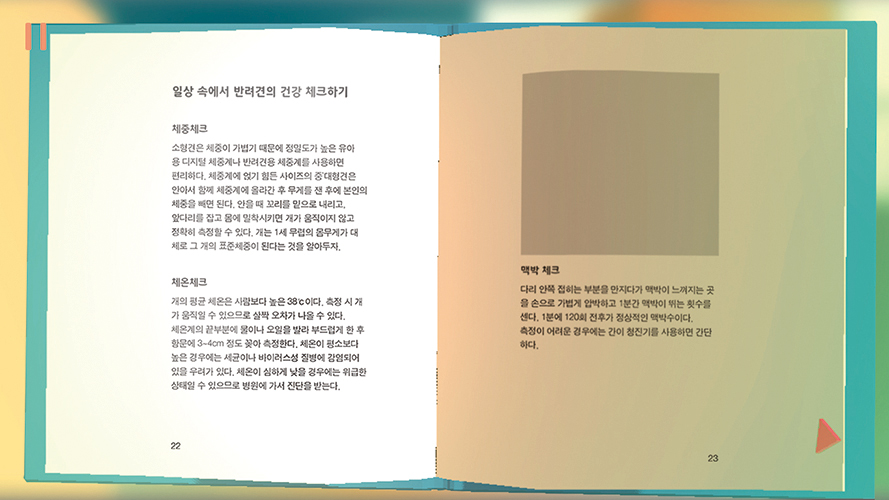 일상 속에서 반려견의 건강 체크하기
체중체크
소형견은 체중이 가볍기 때문에 정밀도가 높은 유아
용 디지털 체중계나 반려견용 체중계를 사용하면
편리하다. 체중계에 얹기 힘든 사이즈의 중·대형견은
안아서 함께 체중계에 올라간 후 무게를 잰 후에 본인의
체중을 빼면 된다. 안을 때 꼬리를 밑으로 내리고,
앞다리를 잡고 몸에 밀착시키면 개가 움직이지 않고
정확히 측정할 수 있다. 개는 1세 무렵의 몸무게가 대
체로 그 개의 표준체중이 된다는 것을 알아두자.
체온체크
개의 평균 체온은 사람보다 높은 38℃이다. 측정 시 개
가 움직일 수 있으므로 살짝 오차가 나올 수 있다.
체온계의 끝부분에 물이나 오일을 발라 부드럽게 한 후
항문에 3~4cm 정도 꽂아 측정한다. 체온이 평소보다
높은 경우에는 세균이나 바이러스성 질병에 감염되어
있을 우려가 있다. 체온이 심하게 낮을 경우에는 위급한
상태일 수 있으므로 병원에 가서 진단을 받는다.
22
맥박 체크
다리 안쪽 접히는 부분을 만지다가 맥박이 느껴지는 곳
을 손으로 가볍게 압박하고 1분간 맥박이 뛰는 횟수를
센다. 1분에 120회 전후가 정상적인 맥박수이다.
측정이 어려운 경우에는 간이 청진기를 사용하면 간단
하다.
23